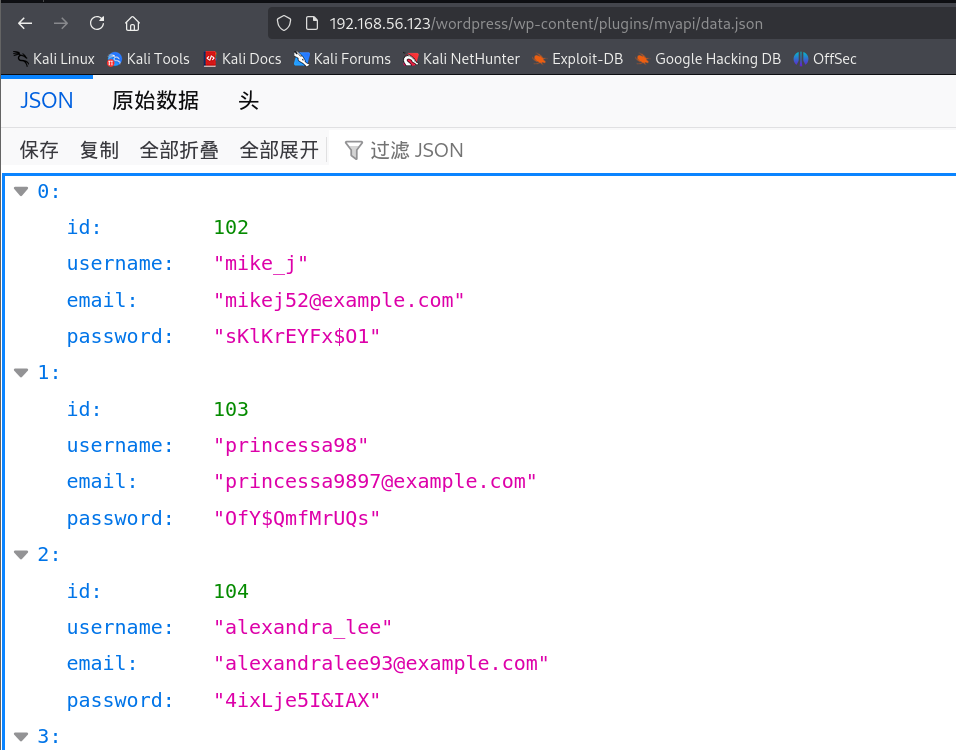 192.168.56.123/wordpress/wp-content/plugins/myapi/data.json
Kali Linux Kali Tools Kali Docs Kali Forums Kali NetHunter Exploit-DB Google Hacking DB OffSec
JSON 原始数据 头
保存 复制 全部折叠 全部展开 过滤 JSON
0:
id: 102
username: "mike_j"
email: "mikej52@example.com"
password: "sKlKrEYFx$O1"
1:
id: 103
username: "princessa98"
email: "princessa9897@example.com"
password: "OfY$QmfMrUQs"
2:
id: 104
username: "alexandra_lee"
email: "alexandralee93@example.com"
password: "4ixLje5I&IAX"
3: